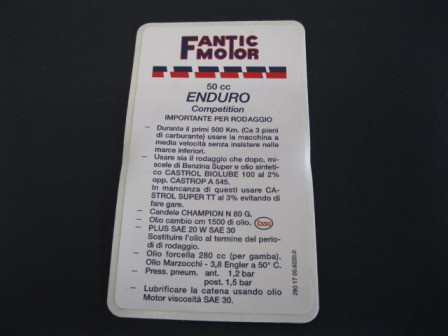 FANTIC
MOTOR
50 cc
ENDURO
Competition
IMPORTANTE PER RODAGGIO
– Durante il primi 500 Km. (Ca 3 pieni
di carburante) usare la macchina a
media velocità senza insistere nelle
marce inferiori.
– Usare sia il rodaggio che dopo, mi-
scele di Benzina Super e olio sinteti-
co CASTROL BIOLUBE 100 al 2%
opp. CASTROP A 545.
In mancanza di questi usare CA-
STROL SUPER TT al 3% evitando di
fare gare.
– Candele CHAMPION N 80 G.
– Olio cambio cm 1500 di olio. Esso
– PLUS SAE 20 W SAE 30
Sostituire l'olio al termine del perio-
di di rodaggio.
– Olio forcella 280 cc (per gamba).
Olio Marzocchi - 3,8 Engler a 50° C.
– Press. pneum. ant. 1,2 bar
post. 1,5 bar
– Lubrificare la catena usando olio
Motor viscosità SAE 30.